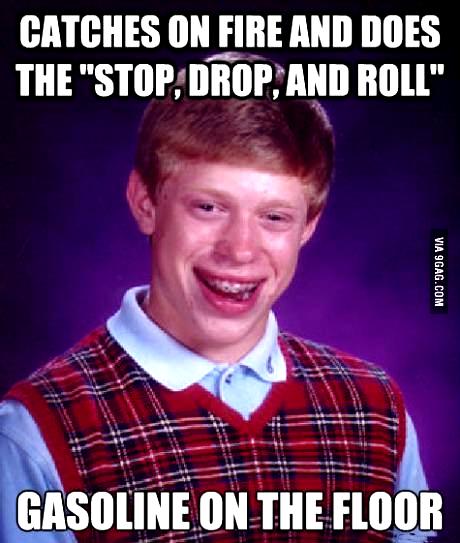 CATCHES ON FIRE AND DOES
THE "STOP, DROP, AND ROLL"
VIA 9GAG.COM
GASOLINE ON THE FLOOR